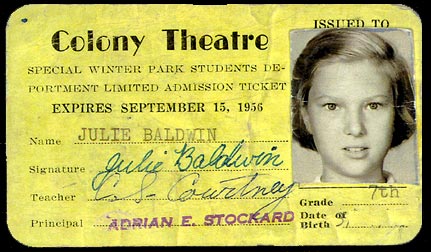 ISSUED TO
Colony Theatre
SPECIAL WINTER PARK STUDENTS DE-
PORTMENT LIMITED ADMISSION TICKET
EXPIRES SEPTEMBER 15, 1956
Name JULIE BALDWIN
Signature Julie Baldwin
Teacher C. S. Courtney
Grade 7th
Principal ADRIAN E. STOCKARD
Date of
Birth